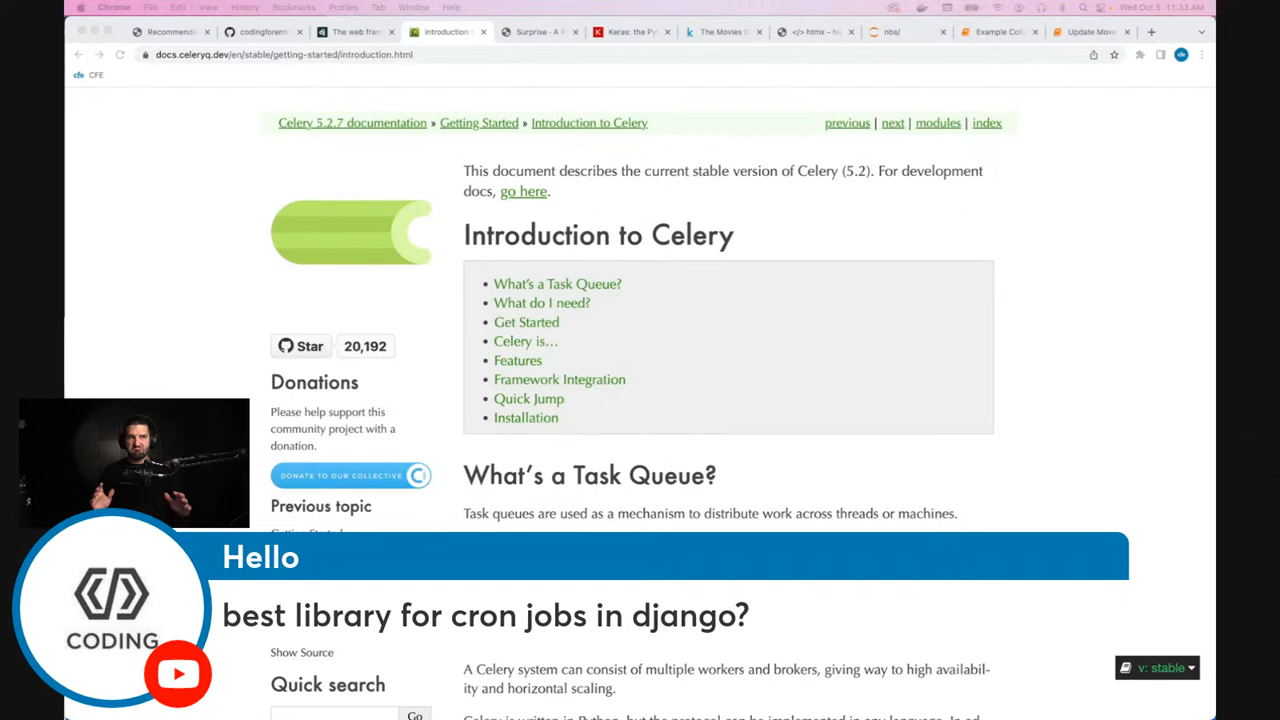 Chrome File Edit View History Bookmarks Profiles Tab Window Help
Wed Oct 5 11:33 AM
Recommend
codingforentr
The web fram
Introduction
Surprise - A P
Keras: the Py
The Movies D
</> htmx - hig
nbs/
Example Coll
Update Move
docs.celeryq.dev/en/stable/getting-started/introduction.html
cfe
cfe CFE
Celery 5.2.7 documentation » Getting Started » Introduction to Celery
previous | next | modules | index
This document describes the current stable version of Celery (5.2). For development
docs, go here.
Introduction to Celery
• What's a Task Queue?
• What do I need?
• Get Started
• Celery is…
• Features
• Framework Integration
• Quick Jump
• Installation
Star 20,192
Donations
Please help support this
community project with a
donation.
DONATE TO OUR COLLECTIVE
Previous topic
What's a Task Queue?
Task queues are used as a mechanism to distribute work across threads or machines.
Hello
best library for cron jobs in django?
CODING
Show Source
Quick search
Go
A Celery system can consist of multiple workers and brokers, giving way to high availabil-
ity and horizontal scaling.
v: stable